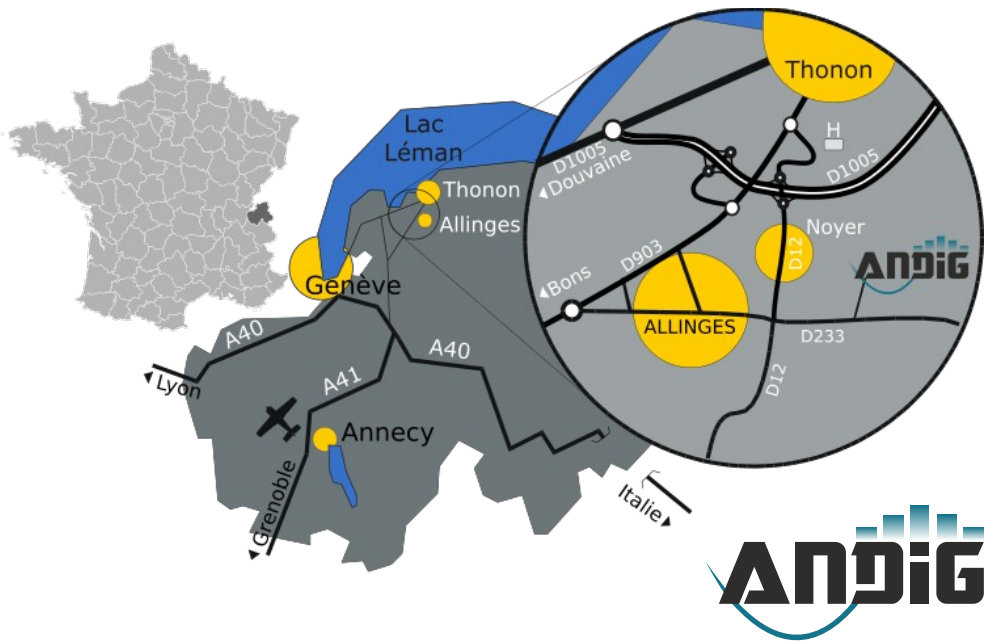 Thonon
H
D1005
Douvaine
D1005
Noyer
D12
D903
Bons
ANDiG
ALLINGES
D233
D12
Lac
Léman
Thonon
Allinges
Genève
A40
Lyon
A41
A40
Annecy
Grenoble
Italie
ANDiG